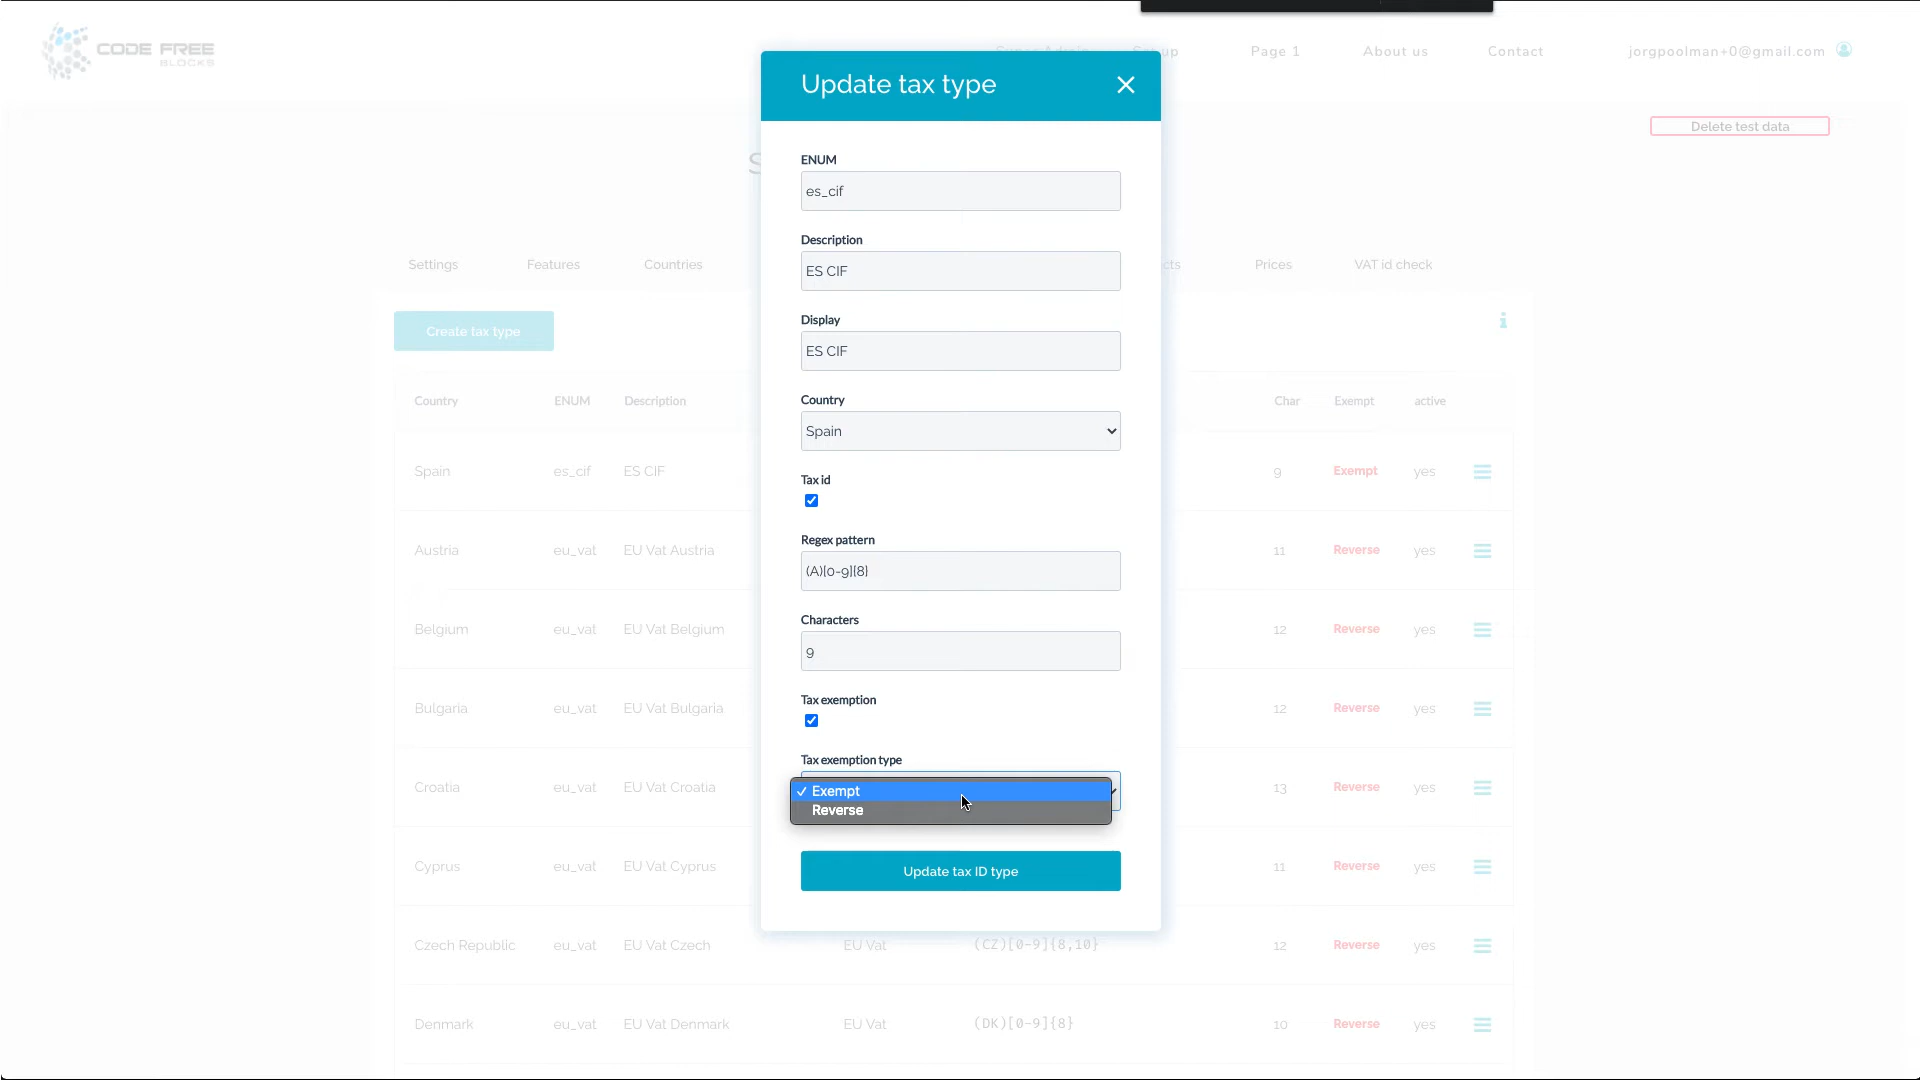 CODE FREE
BLOCKS
Page 1
About us
Contact
jorgpoolman+0@gmail.com
Update tax type
Delete test data
ENUM
es_cif
Description
ES CIF
Settings
Features
Countries
Prices
VAT id check
Display
ES CIF
Create tax type
Country
Spain
Country ENUM Description Char Exempt active
Spain es_cif ES CIF 9 Exempt yes
Tax id
Regex pattern
(A)[0-9]{8}
Austria eu_vat EU Vat Austria 11 Reverse yes
Characters
9
Belgium eu_vat EU Vat Belgium 12 Reverse yes
Tax exemption
Bulgaria eu_vat EU Vat Bulgaria 12 Reverse yes
Tax exemption type
Exempt
Reverse
Croatia eu_vat EU Vat Croatia 13 Reverse yes
Update tax ID type
Cyprus eu_vat EU Vat Cyprus 11 Reverse yes
Czech Republic eu_vat EU Vat Czech EU Vat (CZ)[0-9]{8,10} 12 Reverse yes
Denmark eu_vat EU Vat Denmark EU Vat (DK)[0-9]{8} 10 Reverse yes